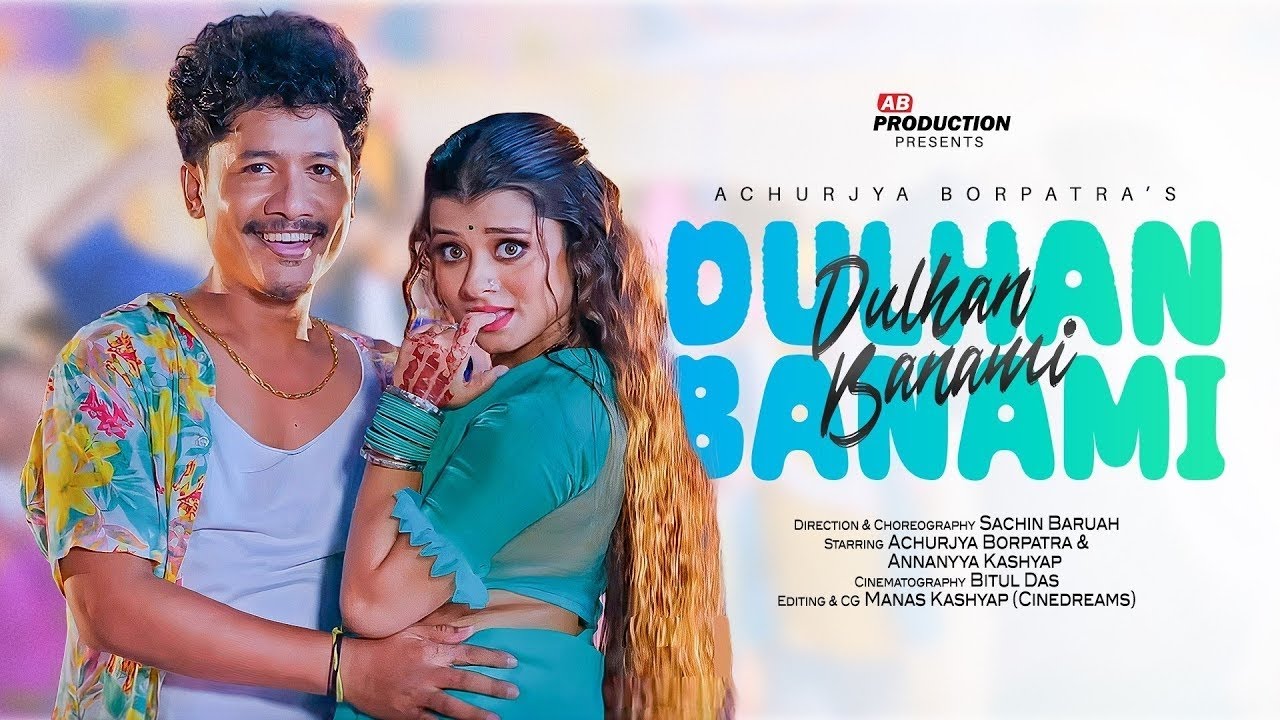 AB
PRODUCTION
PRESENTS
ACHURJYA BORPATRA'S
DULHAN
BANAMI
Dulhan
Banami
DIRECTION & CHOREOGRAPHY SACHIN BARUAH
STARRING ACHURJYA BORPATRA &
ANNANYYA KASHYAP
CINEMATOGRAPHY BITUL DAS
EDITING & CG MANAS KASHYAP (CINEDREAMS)